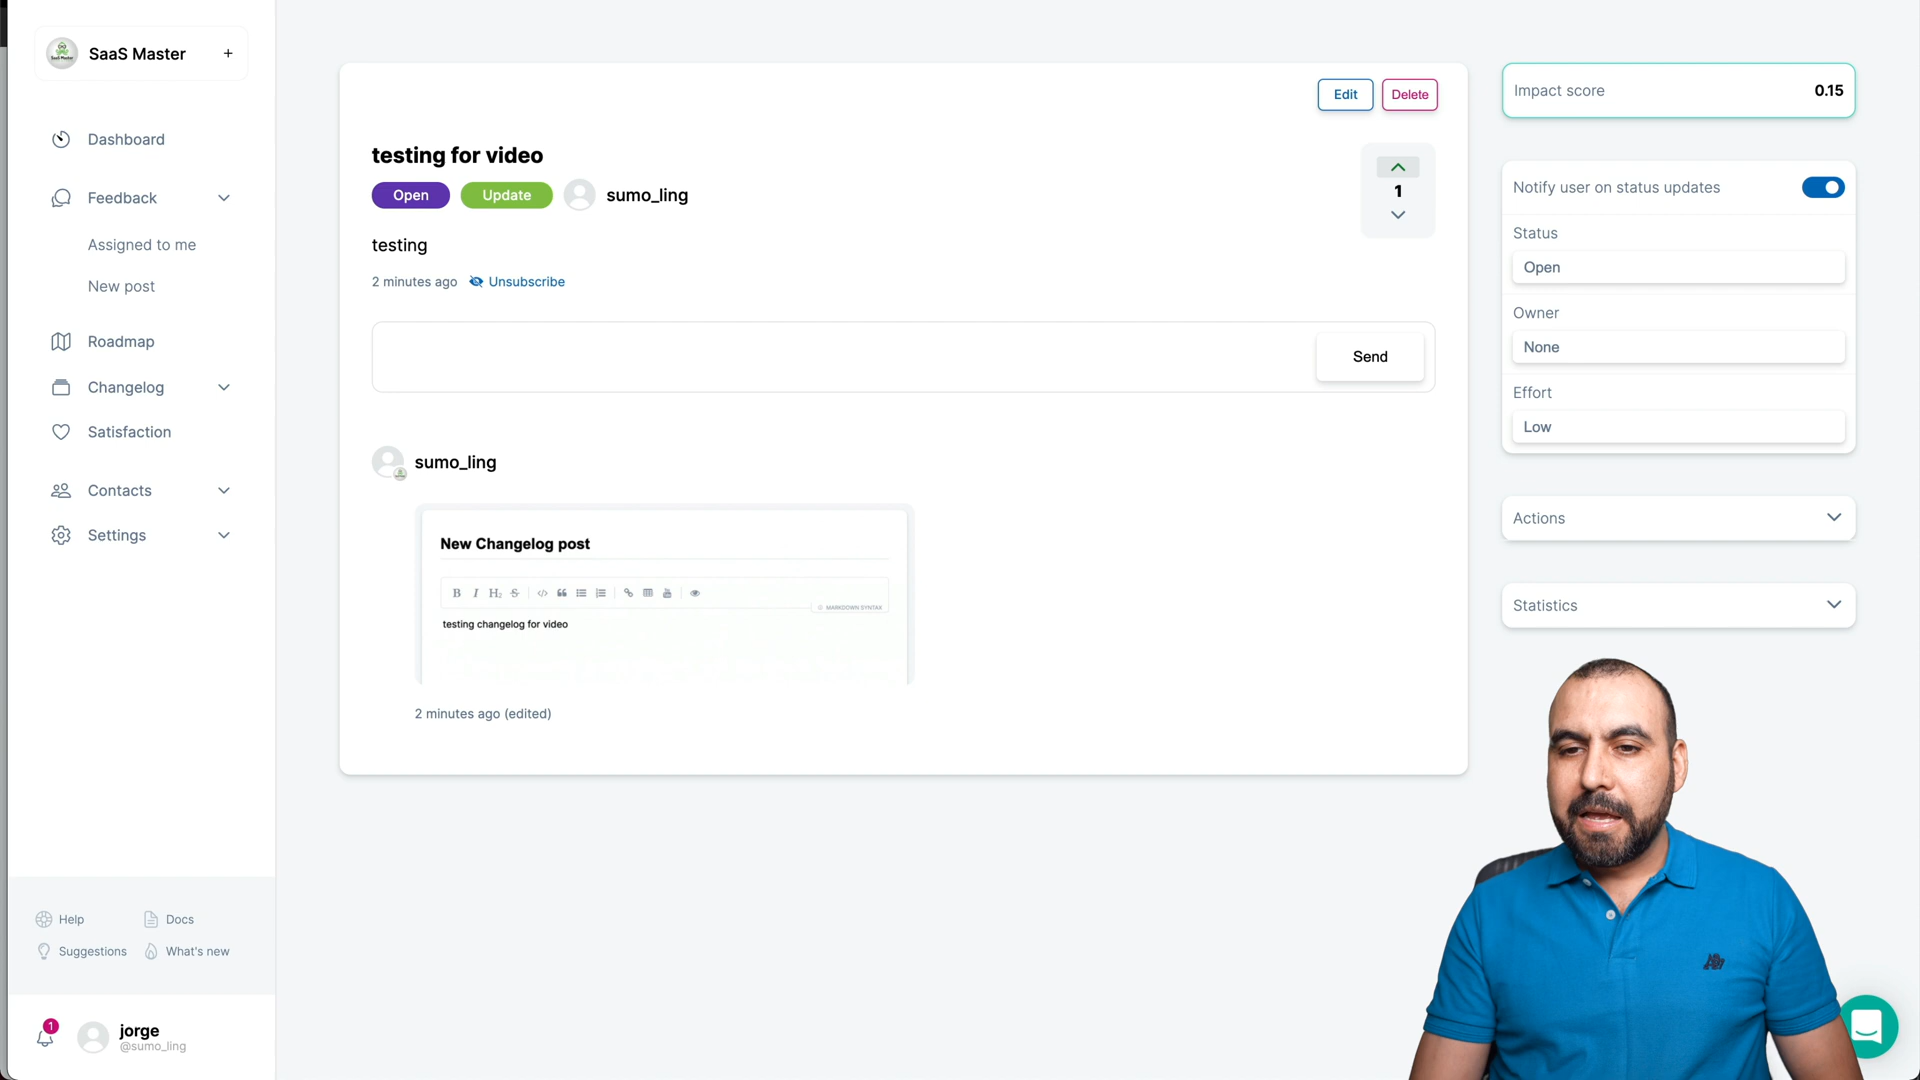 SaaS Master +
Dashboard
Feedback
Assigned to me
New post
Roadmap
Changelog
Satisfaction
Contacts
Settings
Help
Docs
Suggestions
What's new
1
jorge
@sumo_ling
Edit
Delete
testing for video
Open
Update
sumo_ling
1
testing
2 minutes ago
Unsubscribe
Send
sumo_ling
New Changelog post
B I H2 S
MARKDOWN SYNTAX
testing changelog for video
2 minutes ago (edited)
Impact score 0.15
Notify user on status updates
Status
Open
Owner
None
Effort
Low
Actions
Statistics